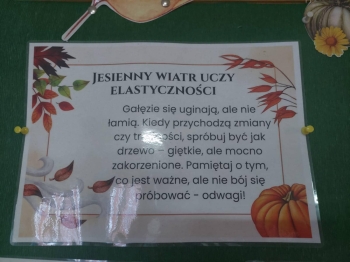 JESIENNY WIATR UCZY
ELASTYCZNOŚCI
Gałęzie się uginają, ale nie
łamią. Kiedy przychodzą zmiany
czy trudności, spróbuj być jak
drzewo – giętkie, ale mocno
zakorzenione. Pamiętaj o tym,
co jest ważne, ale nie bój się
próbować - odwagi!